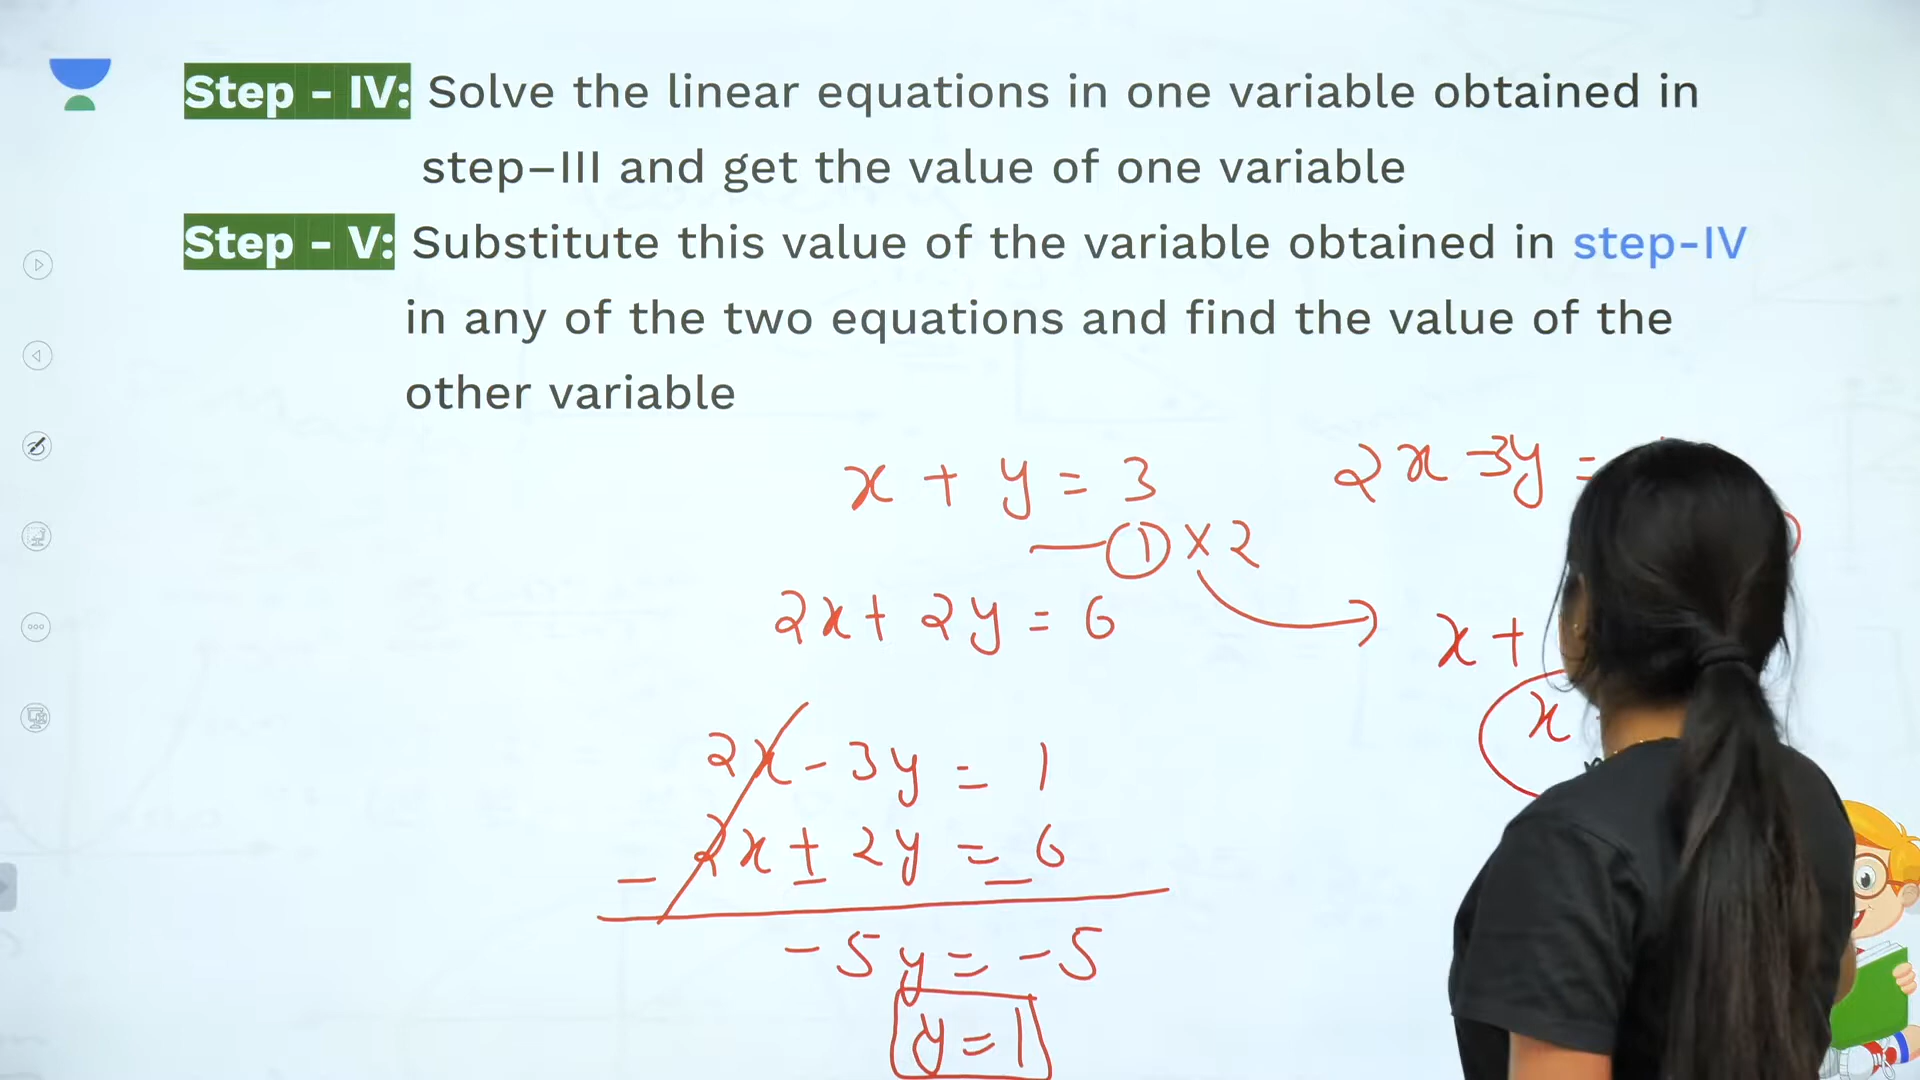 Step - IV: Solve the linear equations in one variable obtained in
step–III and get the value of one variable
Step - V: Substitute this value of the variable obtained in step-IV
in any of the two equations and find the value of the
other variable
x + y = 3
2x -3y =
— ① × 2
2x + 2y = 6
x +
x
2x - 3y = 1
2x ± 2y = 6
− −
-5y = -5
y = 1